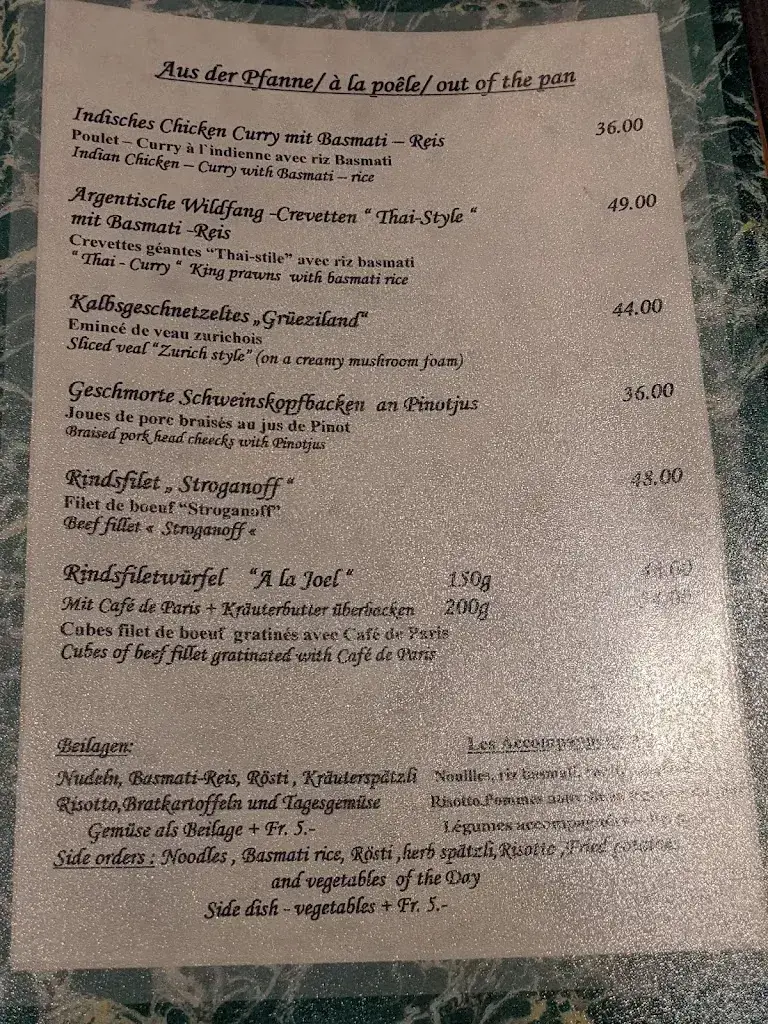 Aus der Pfanne/ à la poêle/ out of the pan
Indisches Chicken Curry mit Basmati – Reis 36.00
Poulet – Curry à l'indienne avec riz Basmati
Indian Chicken – Curry with Basmati – rice
Argentische Wildfang -Crevetten “ Thai-Style “ 49.00
mit Basmati -Reis
Crevettes géantes “Thai-stile” avec riz basmati
“ Thai - Curry “ King prawns with basmati rice
Kalbsgeschnetzeltes „Grüeziland“ 44.00
Emincé de veau zurichois
Sliced veal “Zurich style” (on a creamy mushroom foam)
Geschmorte Schweinskopfbacken an Pinotjus 36.00
Joues de porc braisés au jus de Pinot
Braised pork head cheecks with Pinotjus
Rindsfilet „ Stroganoff “ 48.00
Filet de boeuf “Stroganoff”
Beef fillet « Stroganoff «
Rindsfiletwürfel “A la Joel “ 150g
Mit Café de Paris + Kräuterbutter überbacken 200g
Cubes filet de boeuf gratinés avec Café de Paris
Cubes of beef fillet gratinated with Café de Paris
Beilagen: Les
Nudeln, Basmati-Reis, Rösti , Kräuterspätzli Nouilles, riz basmati,
Risotto,Bratkartoffeln und Tagesgemüse Risotto.Pommes
Gemüse als Beilage + Fr. 5.- Légumes
Side orders : Noodles , Basmati rice, Rösti ,herb spätzli,Risotto ,Fried
and vegetables of the Day
Side dish - vegetables + Fr. 5.-